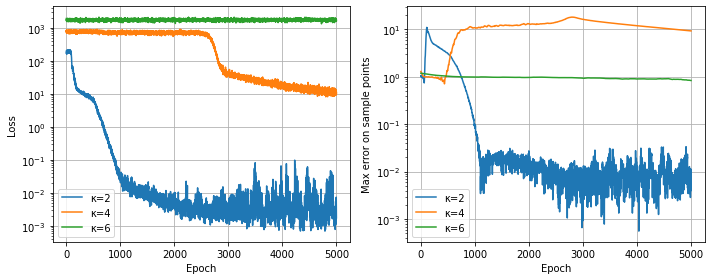 Loss
10³
10²
10¹
10⁰
10⁻¹
10⁻²
10⁻³
κ=2
κ=4
κ=6
0 1000 2000 3000 4000 5000
Epoch
Max error on sample points
10¹
10⁰
10⁻¹
10⁻²
10⁻³
κ=2
κ=4
κ=6
0 1000 2000 3000 4000 5000
Epoch